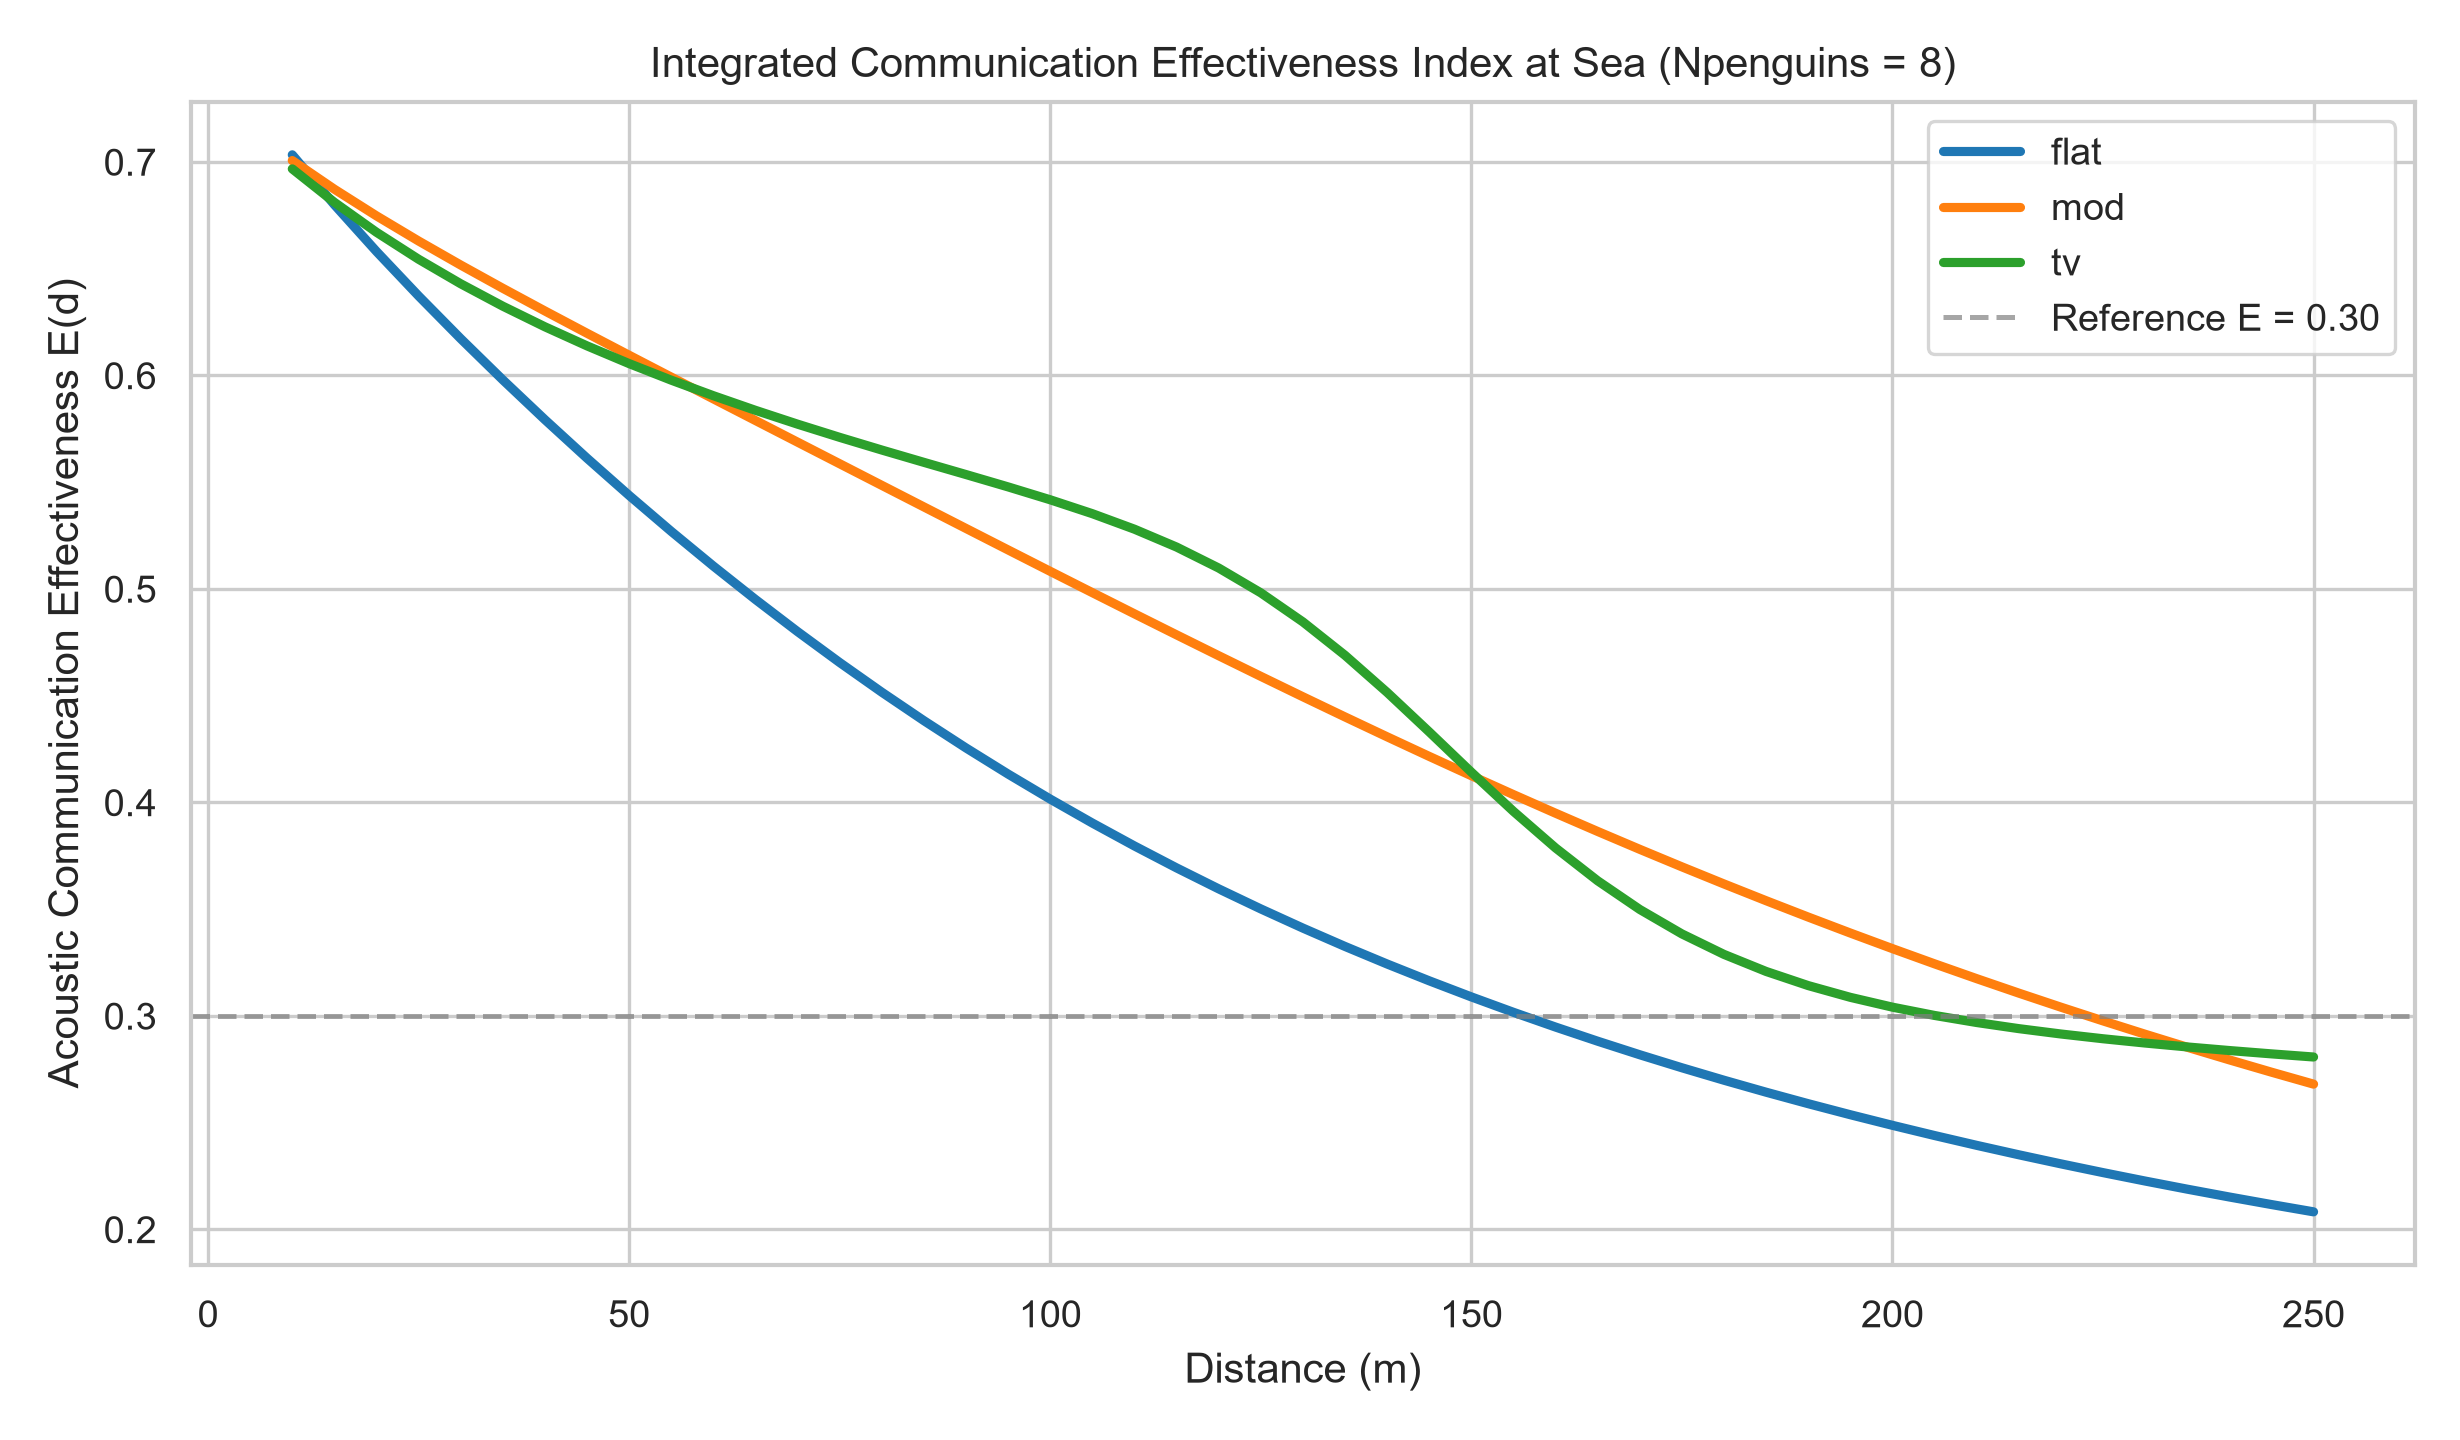 Integrated Communication Effectiveness Index at Sea (Npenguins = 8)
Acoustic Communication Effectiveness E(d)
0.7
0.6
0.5
0.4
0.3
0.2
flat
mod
tv
Reference E = 0.30
0 50 100 150 200 250
Distance (m)